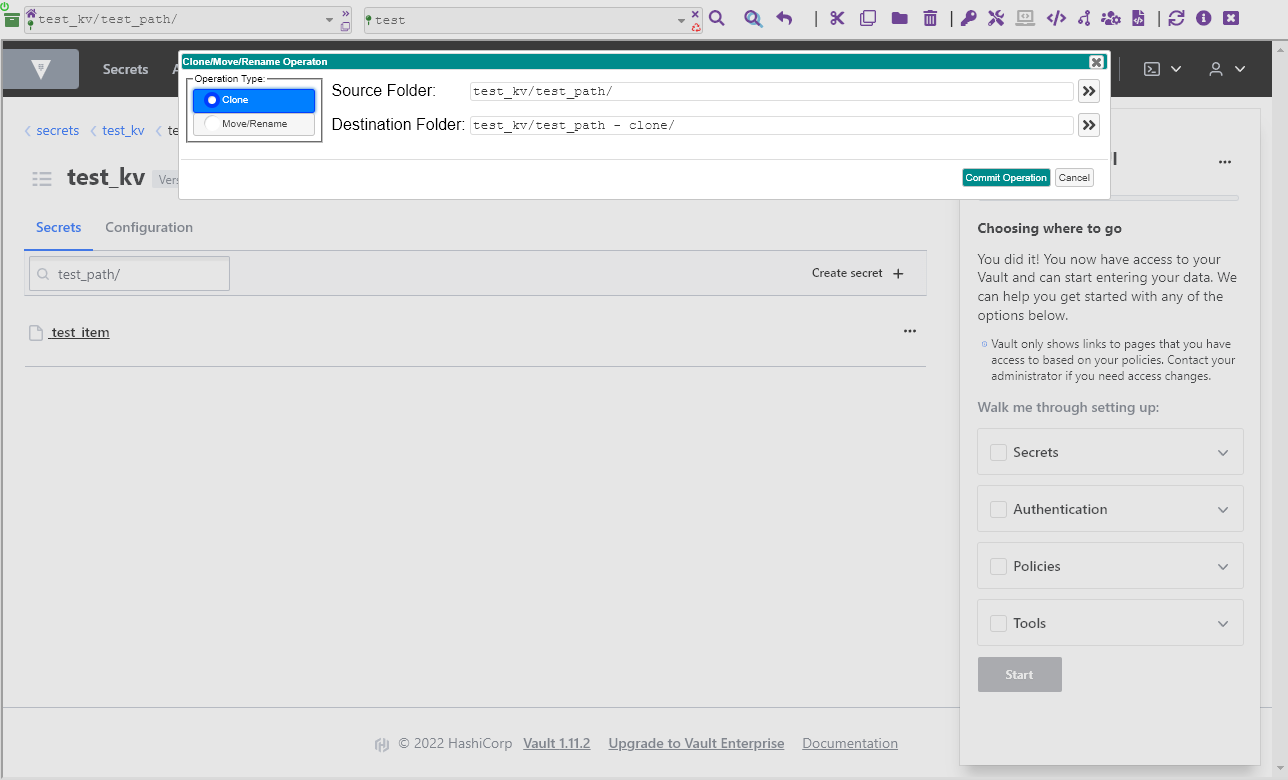 test_kv/test_path/
test
Clone/Move/Rename Operaton
Operation Type:
Clone
Move/Rename
Source Folder:
test_kv/test_path/
Destination Folder:
test_kv/test_path - clone/
Commit Operation
Cancel
Secrets
secrets
test_kv
test_kv
Secrets
Configuration
test_path/
Create secret
test_item
Choosing where to go
You did it! You now have access to your
Vault and can start entering your data. We
can help you get started with any of the
options below.
Vault only shows links to pages that you have
access to based on your policies. Contact your
administrator if you need access changes.
Walk me through setting up:
Secrets
Authentication
Policies
Tools
Start
© 2022 HashiCorp Vault 1.11.2 Upgrade to Vault Enterprise Documentation